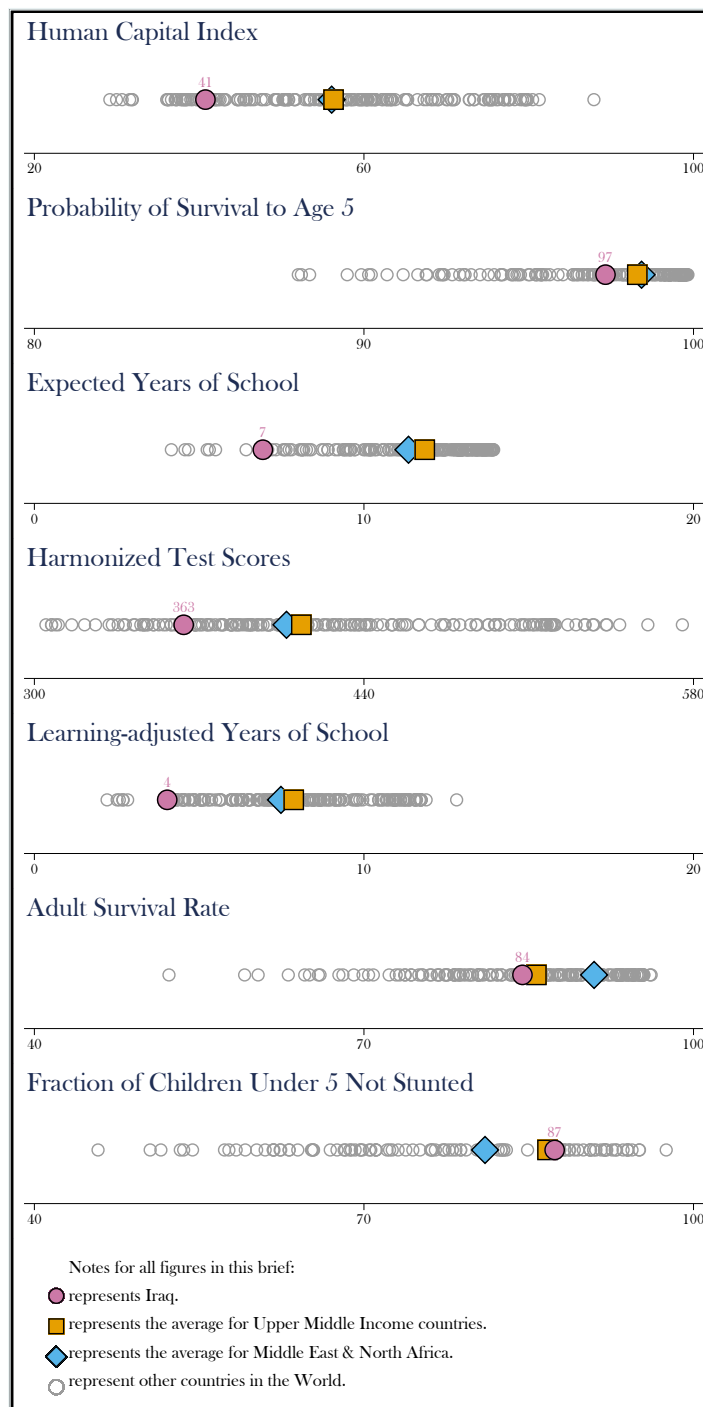 Human Capital Index
41
20 60 100
Probability of Survival to Age 5
97
80 90 100
Expected Years of School
7
0 10 20
Harmonized Test Scores
363
300 440 580
Learning-adjusted Years of School
4
0 10 20
Adult Survival Rate
84
40 70 100
Fraction of Children Under 5 Not Stunted
87
40 70 100
Notes for all figures in this brief:
represents Iraq.
represents the average for Upper Middle Income countries.
represents the average for Middle East & North Africa.
represent other countries in the World.